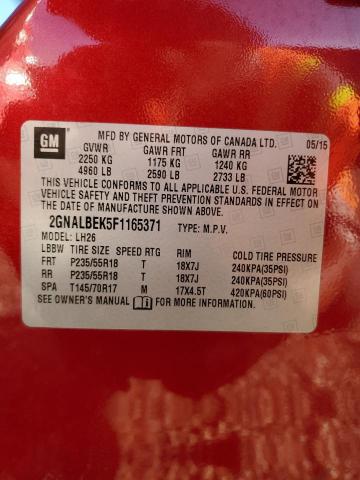 GM
MFD BY GENERAL MOTORS OF CANADA LTD. 05/15
GVWR GAWR FRT GAWR RR
2250 KG 1175 KG 1240 KG
4960 LB 2590 LB 2733 LB
THIS VEHICLE CONFORMS TO ALL APPLICABLE U.S. FEDERAL MOTOR
VEHICLE SAFETY AND THEFT PREVENTION STANDARDS IN EFFECT ON
THE DATE OF MANUFACTURE SHOWN ABOVE.
2GNALBEK5F1165371 TYPE: M.P.V.
MODEL: LH26
LBBW TIRE SIZE SPEED RTG RIM COLD TIRE PRESSURE
FRT P235/55R18 T 18X7J 240KPA(35PSI)
RR P235/55R18 T 18X7J 240KPA(35PSI)
SPA T145/70R17 M 17X4.5T 420KPA(60PSI)
SEE OWNER'S MANUAL FOR MORE INFORMATION.